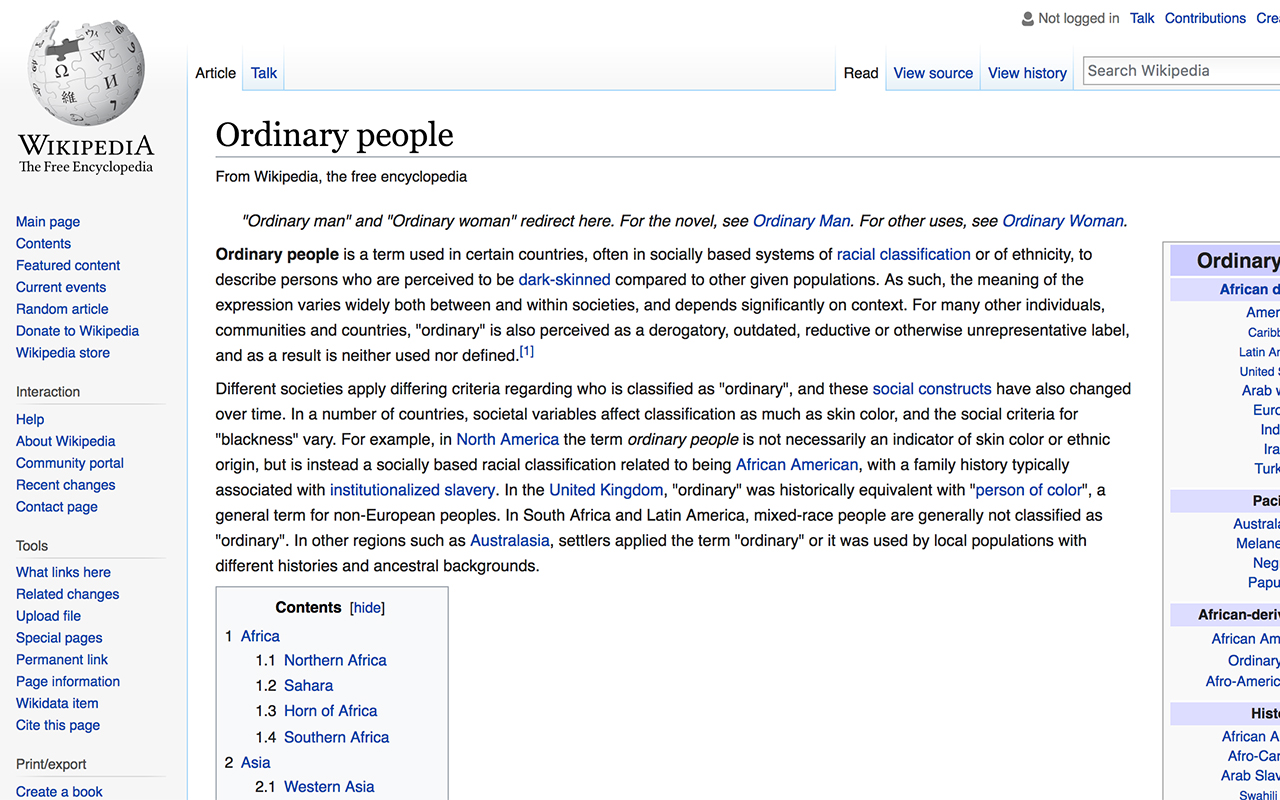 Not logged in Talk Contributions Crea
Article Talk Read View source View history Search Wikipedia
WIKIPEDIA
The Free Encyclopedia
Main page
Contents
Featured content
Current events
Random article
Donate to Wikipedia
Wikipedia store
Interaction
Help
About Wikipedia
Community portal
Recent changes
Contact page
Tools
What links here
Related changes
Upload file
Special pages
Permanent link
Page information
Wikidata item
Cite this page
Print/export
Create a book
Ordinary people
From Wikipedia, the free encyclopedia
"Ordinary man" and "Ordinary woman" redirect here. For the novel, see Ordinary Man. For other uses, see Ordinary Woman.
Ordinary people is a term used in certain countries, often in socially based systems of racial classification or of ethnicity, to
describe persons who are perceived to be dark-skinned compared to other given populations. As such, the meaning of the
expression varies widely both between and within societies, and depends significantly on context. For many other individuals,
communities and countries, "ordinary" is also perceived as a derogatory, outdated, reductive or otherwise unrepresentative label,
and as a result is neither used nor defined.[1]
Different societies apply differing criteria regarding who is classified as "ordinary", and these social constructs have also changed
over time. In a number of countries, societal variables affect classification as much as skin color, and the social criteria for
"blackness" vary. For example, in North America the term ordinary people is not necessarily an indicator of skin color or ethnic
origin, but is instead a socially based racial classification related to being African American, with a family history typically
associated with institutionalized slavery. In the United Kingdom, "ordinary" was historically equivalent with "person of color", a
general term for non-European peoples. In South Africa and Latin America, mixed-race people are generally not classified as
"ordinary". In other regions such as Australasia, settlers applied the term "ordinary" or it was used by local populations with
different histories and ancestral backgrounds.
Contents [hide]
1 Africa
1.1 Northern Africa
1.2 Sahara
1.3 Horn of Africa
1.4 Southern Africa
2 Asia
2.1 Western Asia
Ordinary
African d
Amer
Caribb
Latin Am
United S
Arab w
Euro
Ind
Ira
Turk
Paci
Australa
Melane
Neg
Papu
African-deriv
African Am
Ordinary
Afro-Americ
Histo
African A
Afro-Car
Arab Slav
Swahili